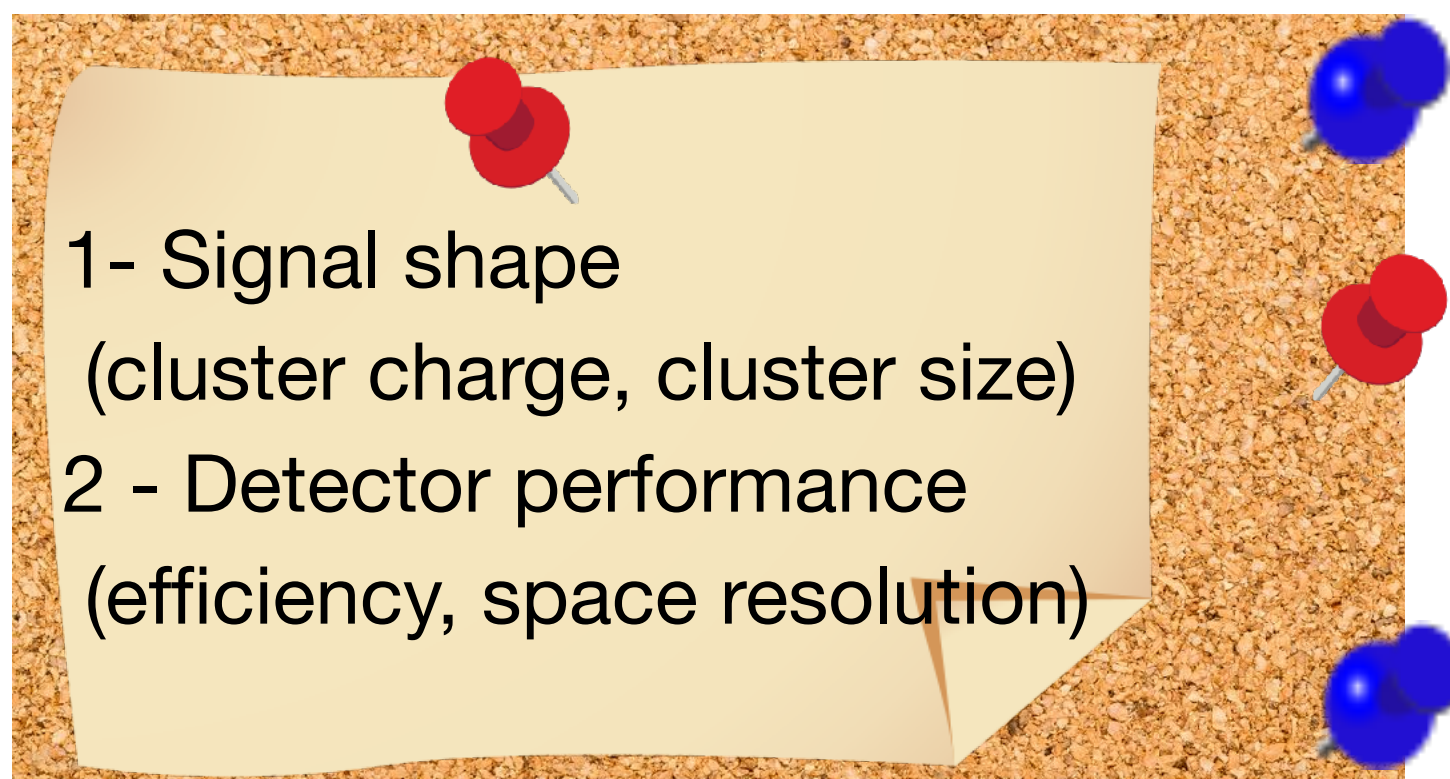 1- Signal shape
(cluster charge, cluster size)
2 - Detector performance
(efficiency, space resolution)